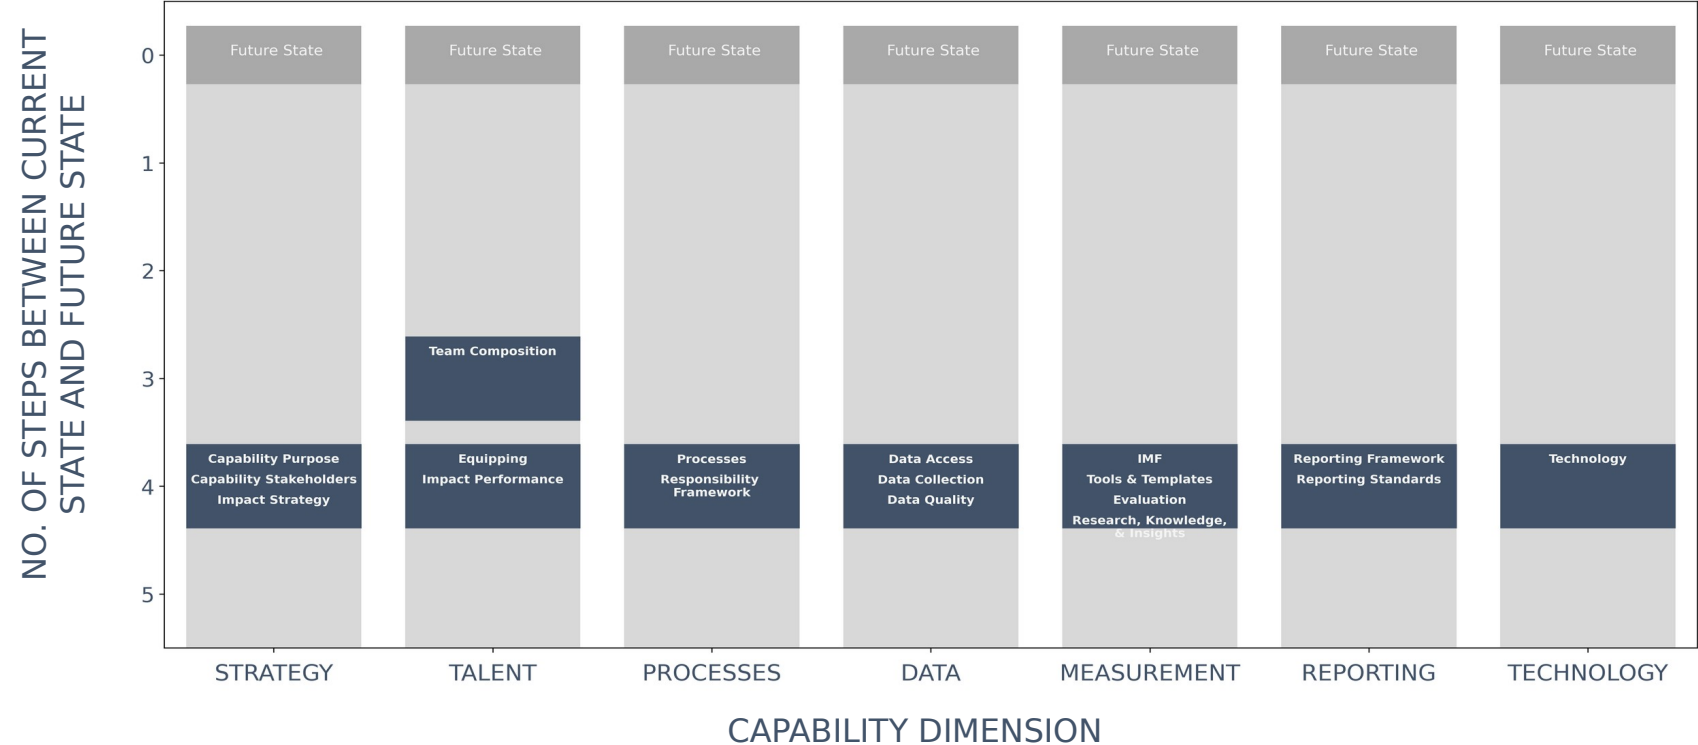 NO. OF STEPS BETWEEN CURRENT
STATE AND FUTURE STATE
0
1
2
3
4
5
Future State
Future State
Future State
Future State
Future State
Future State
Future State
Team Composition
Capability Purpose
Capability Stakeholders
Impact Strategy
Equipping
Impact Performance
Processes
Responsibility
Framework
Data Access
Data Collection
Data Quality
IMF
Tools & Templates
Evaluation
Research, Knowledge,
& Insights
Reporting Framework
Reporting Standards
Technology
STRATEGY
TALENT
PROCESSES
DATA
MEASUREMENT
REPORTING
TECHNOLOGY
CAPABILITY DIMENSION